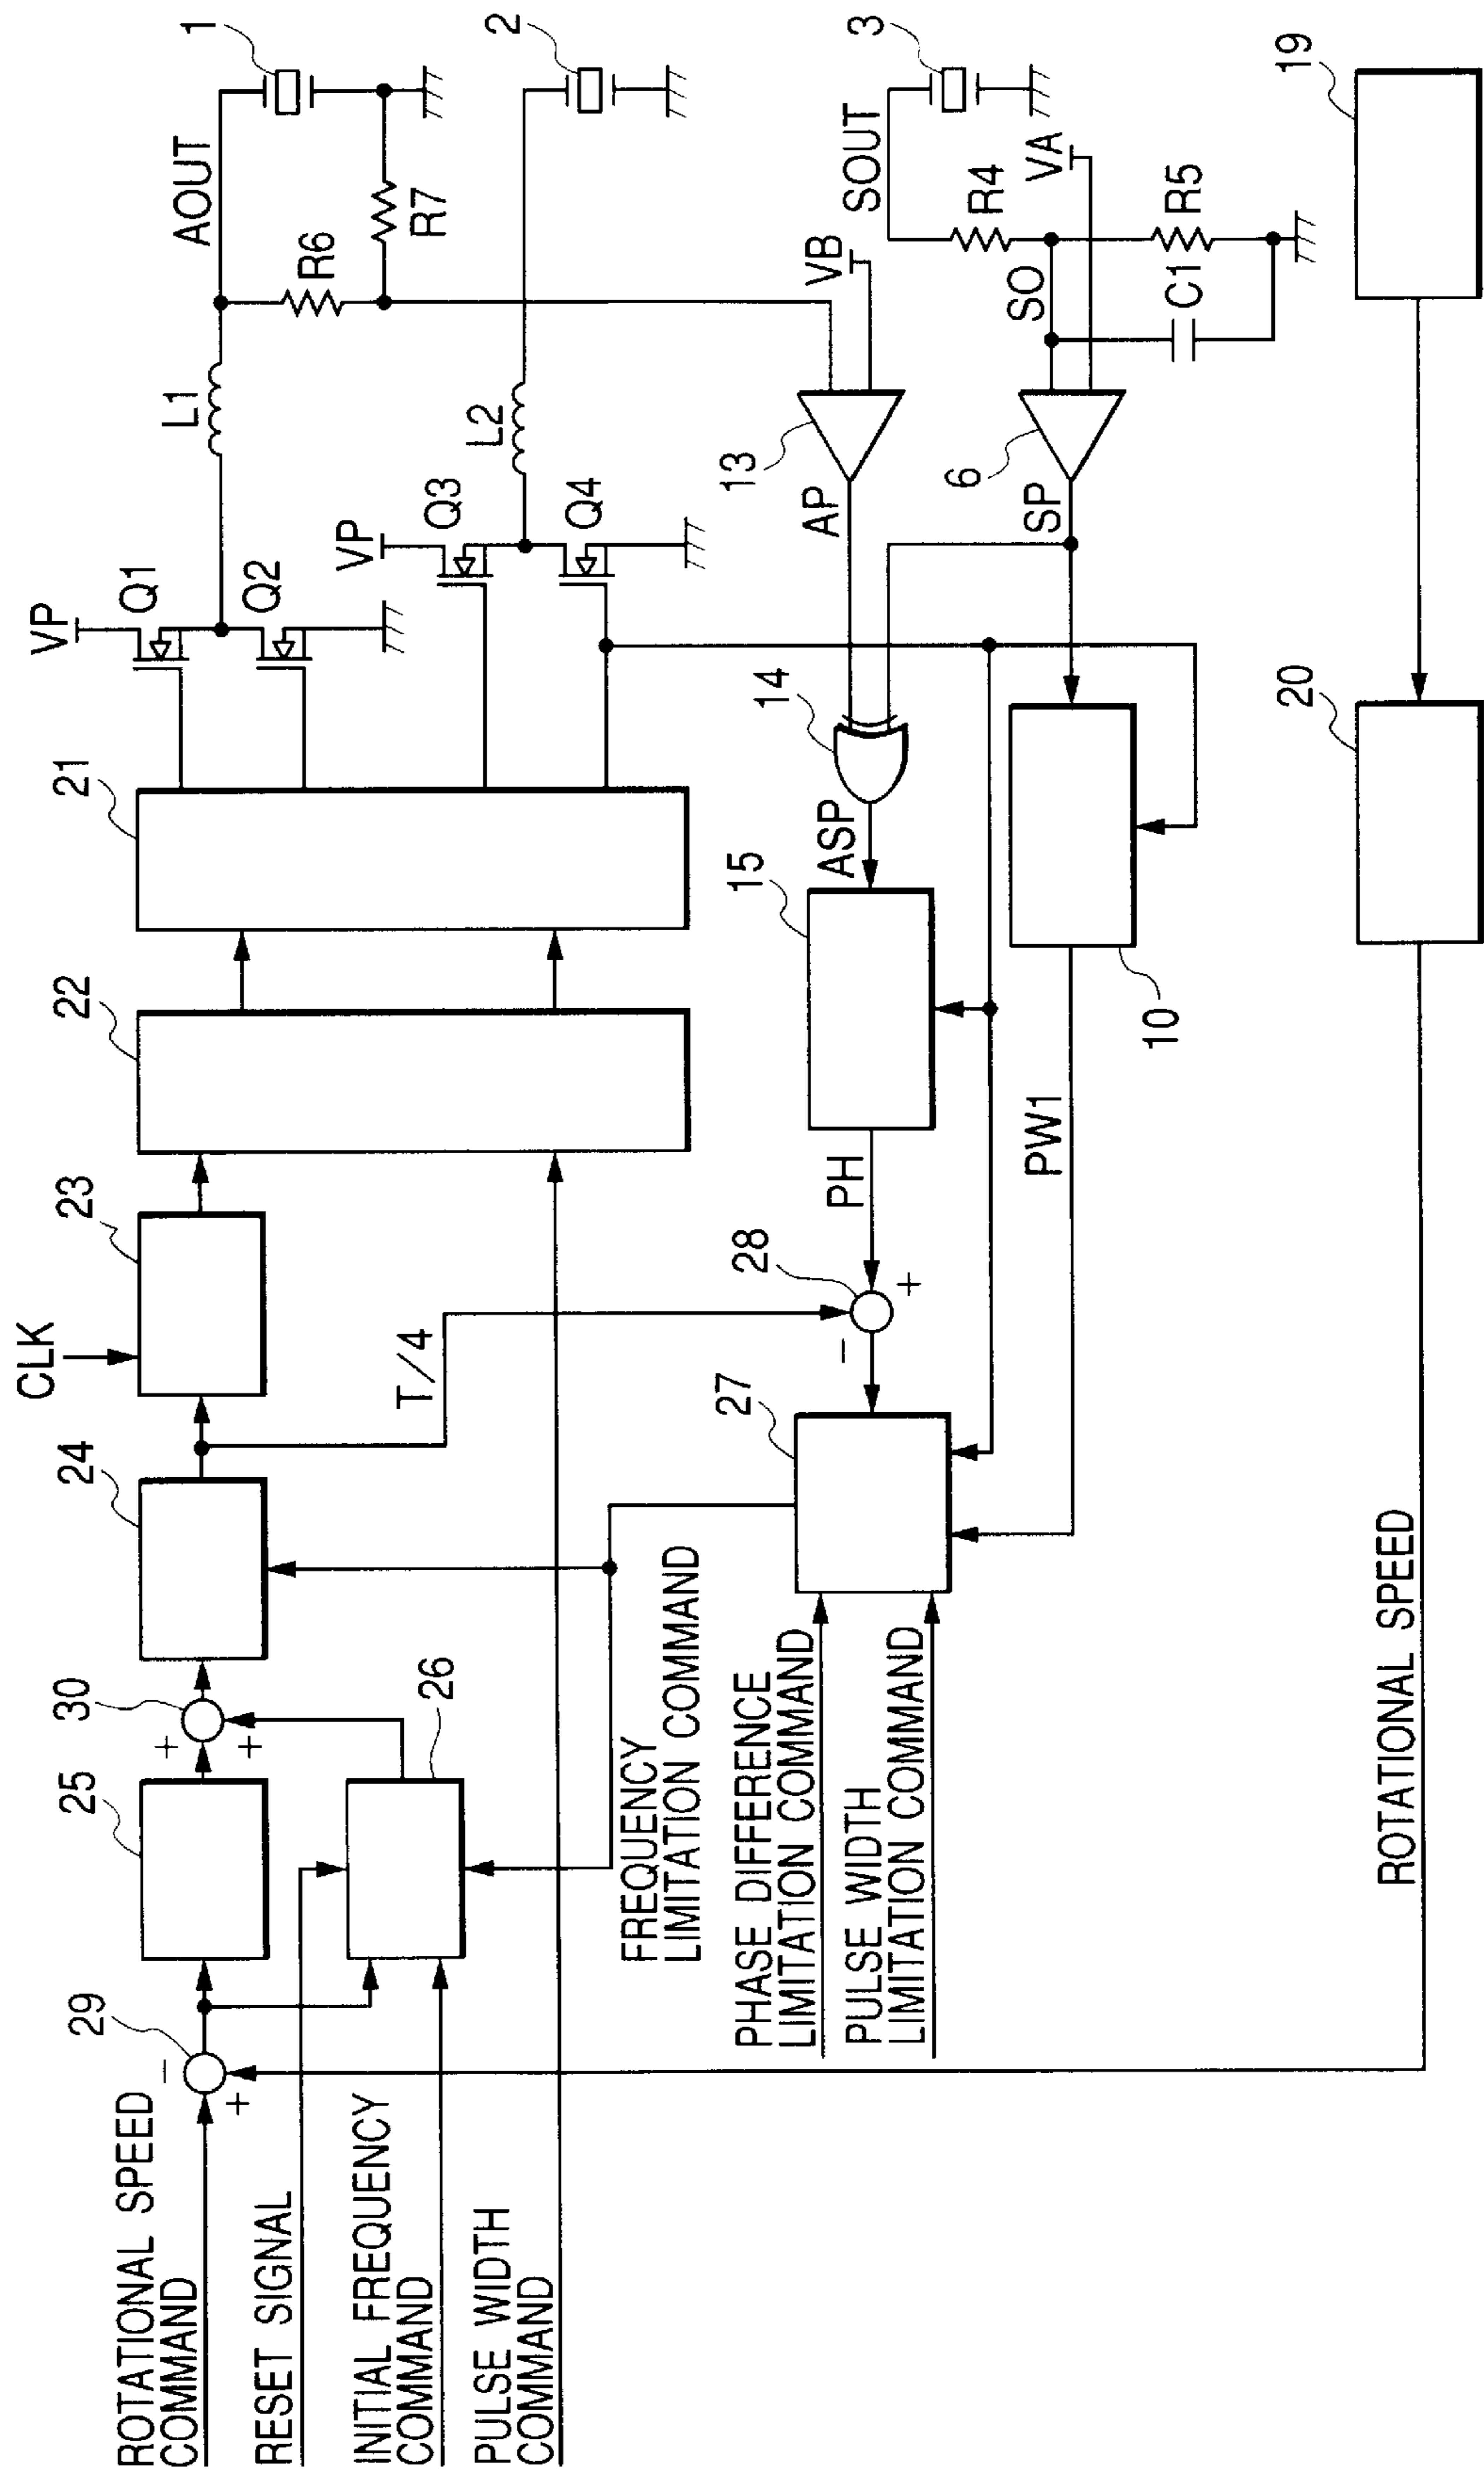 ROTATIONAL SPEED
COMMAND
RESET SIGNAL
INITIAL FREQUENCY
COMMAND
PULSE WIDTH
COMMAND
29
−
+
25
26
30
+
+
24
CLK
23
22
21
T/4
VP
Q1
Q2
VP
Q3
Q4
L1
L2
AOUT
R6
R7
1
2
3
FREQUENCY
LIMITATION COMMAND
PHASE DIFFERENCE
LIMITATION COMMAND
PULSE WIDTH
LIMITATION COMMAND
27
28
−
+
PH
15
ASP
14
AP
13
VB
PW1
10
SP
6
SO
SOUT
R4
VA
R5
C1
ROTATIONAL SPEED
20
19